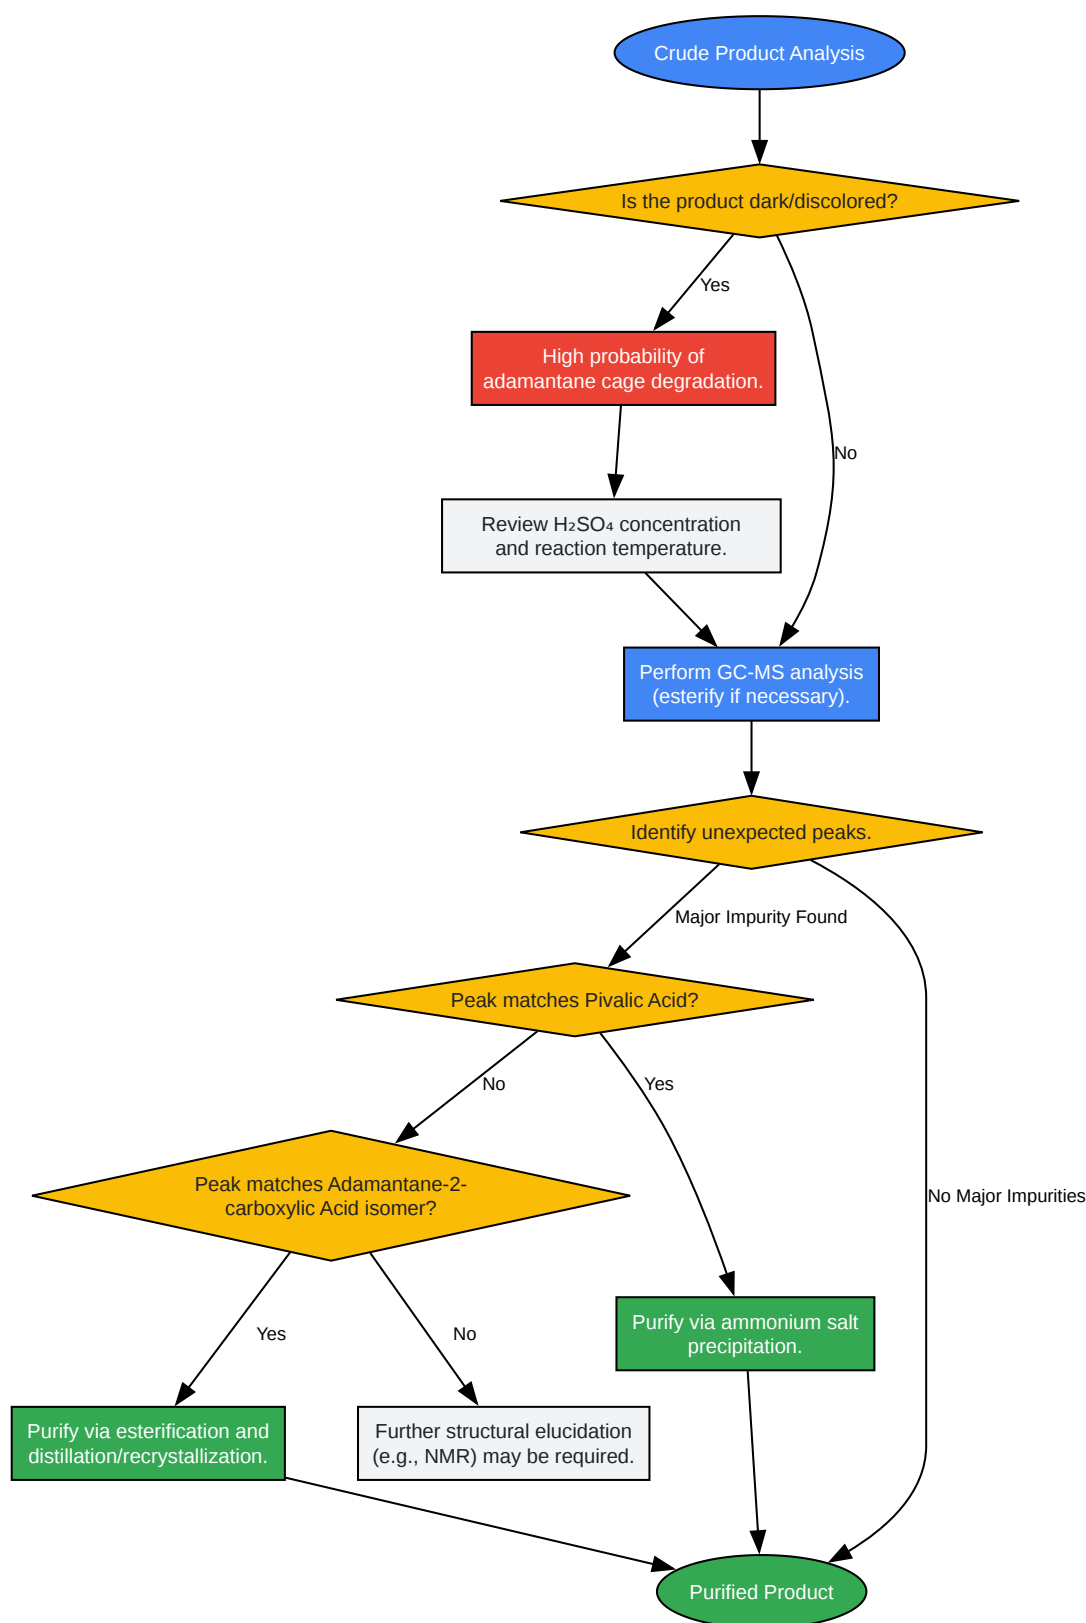 Crude Product Analysis
Is the product dark/discolored?
Yes
High probability of
adamantane cage degradation.
No
Review H₂SO₄ concentration
and reaction temperature.
Perform GC-MS analysis
(esterify if necessary).
Identify unexpected peaks.
Major Impurity Found
Peak matches Pivalic Acid?
No
Yes
Peak matches Adamantane-2-
carboxylic Acid isomer?
No Major Impurities
Yes
No
Purify via ammonium salt
precipitation.
Purify via esterification and
distillation/recrystallization.
Further structural elucidation
(e.g., NMR) may be required.
Purified Product